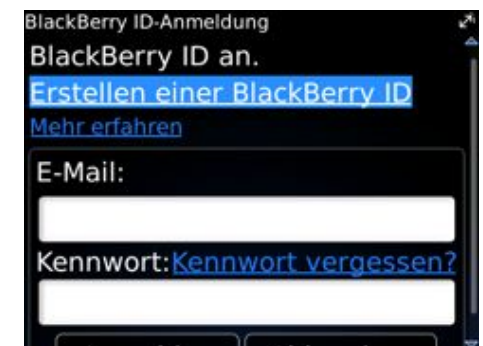 BlackBerry ID-Anmeldung
BlackBerry ID an.
Erstellen einer BlackBerry ID
Mehr erfahren
E-Mail:
Kennwort:Kennwort vergessen?